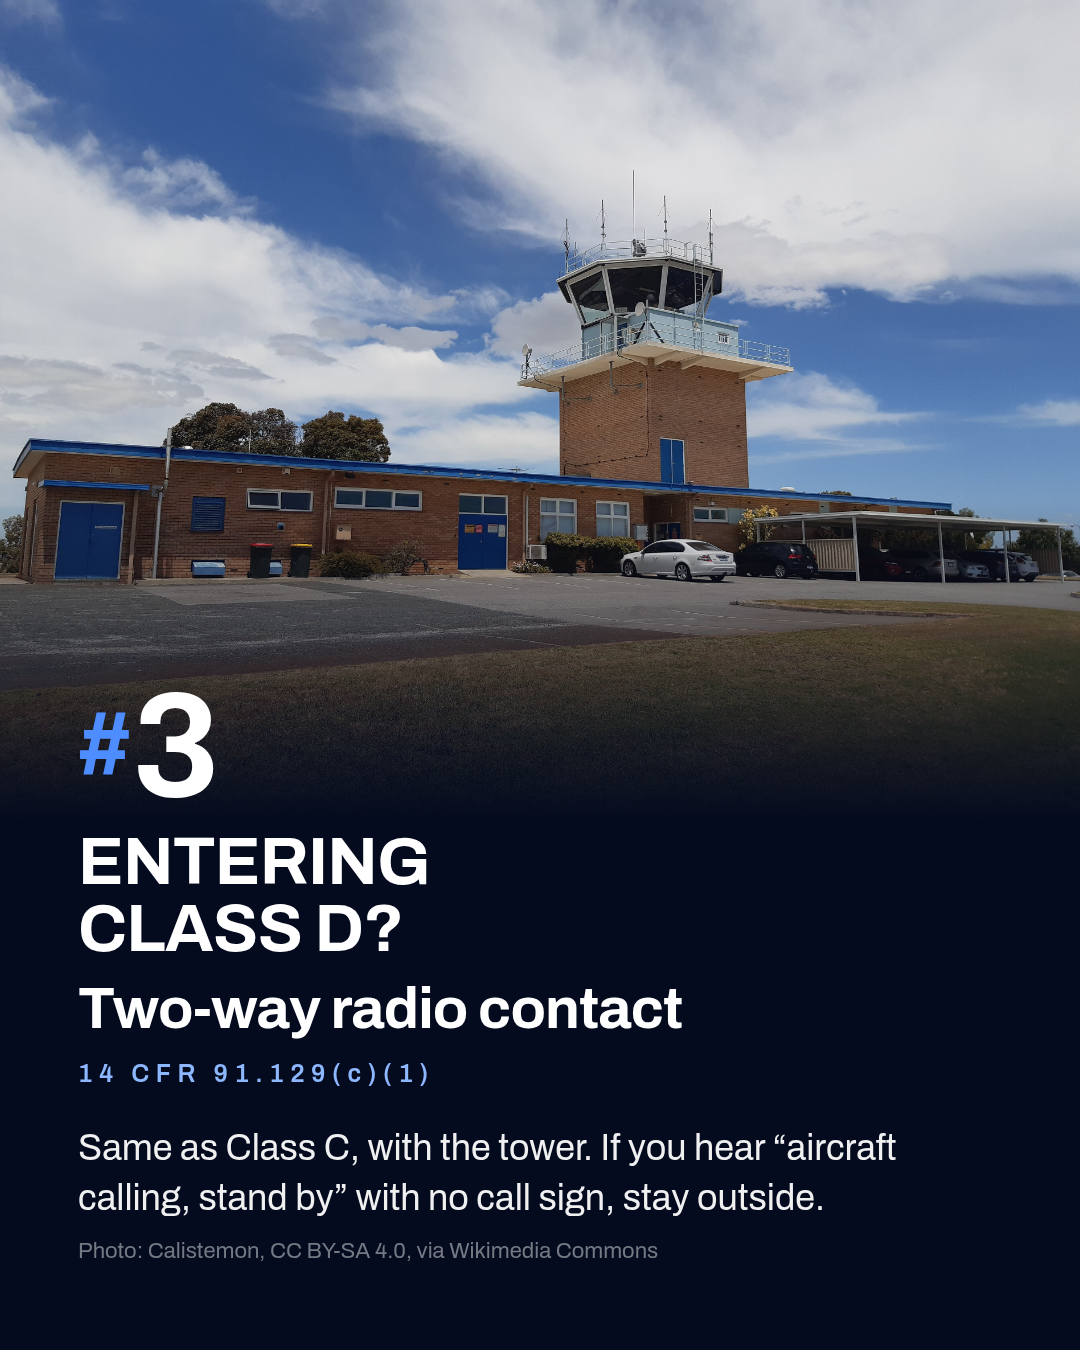 #3
ENTERING
CLASS D?
Two-way radio contact
14 CFR 91.129(c)(1)
Same as Class C, with the tower. If you hear “aircraft
calling, stand by” with no call sign, stay outside.
Photo: Calistemon, CC BY-SA 4.0, via Wikimedia Commons